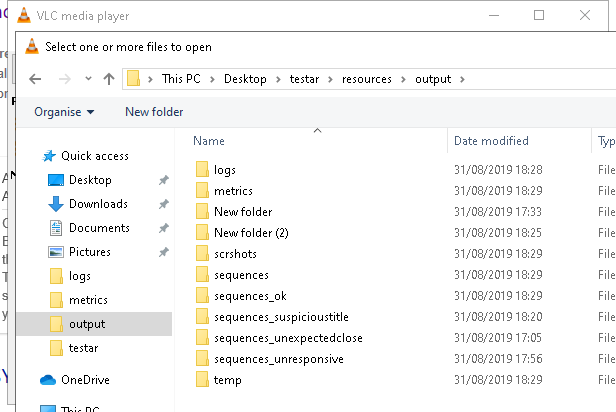 VLC media player
Select one or more files to open
This PC > Desktop > testar > resources > output >
Organise New folder
Name Date modified Typ
Quick access
Desktop
Downloads
Documents
Pictures
logs
metrics
output
testar
OneDrive
This PC
logs 31/08/2019 18:28 File
metrics 31/08/2019 18:29 File
New folder 31/08/2019 17:33 File
New folder (2) 31/08/2019 18:25 File
scrshots 31/08/2019 18:29 File
sequences 31/08/2019 18:29 File
sequences_ok 31/08/2019 18:29 File
sequences_suspicioustitle 31/08/2019 18:20 File
sequences_unexpectedclose 31/08/2019 17:05 File
sequences_unresponsive 31/08/2019 17:56 File
temp 31/08/2019 18:29 File